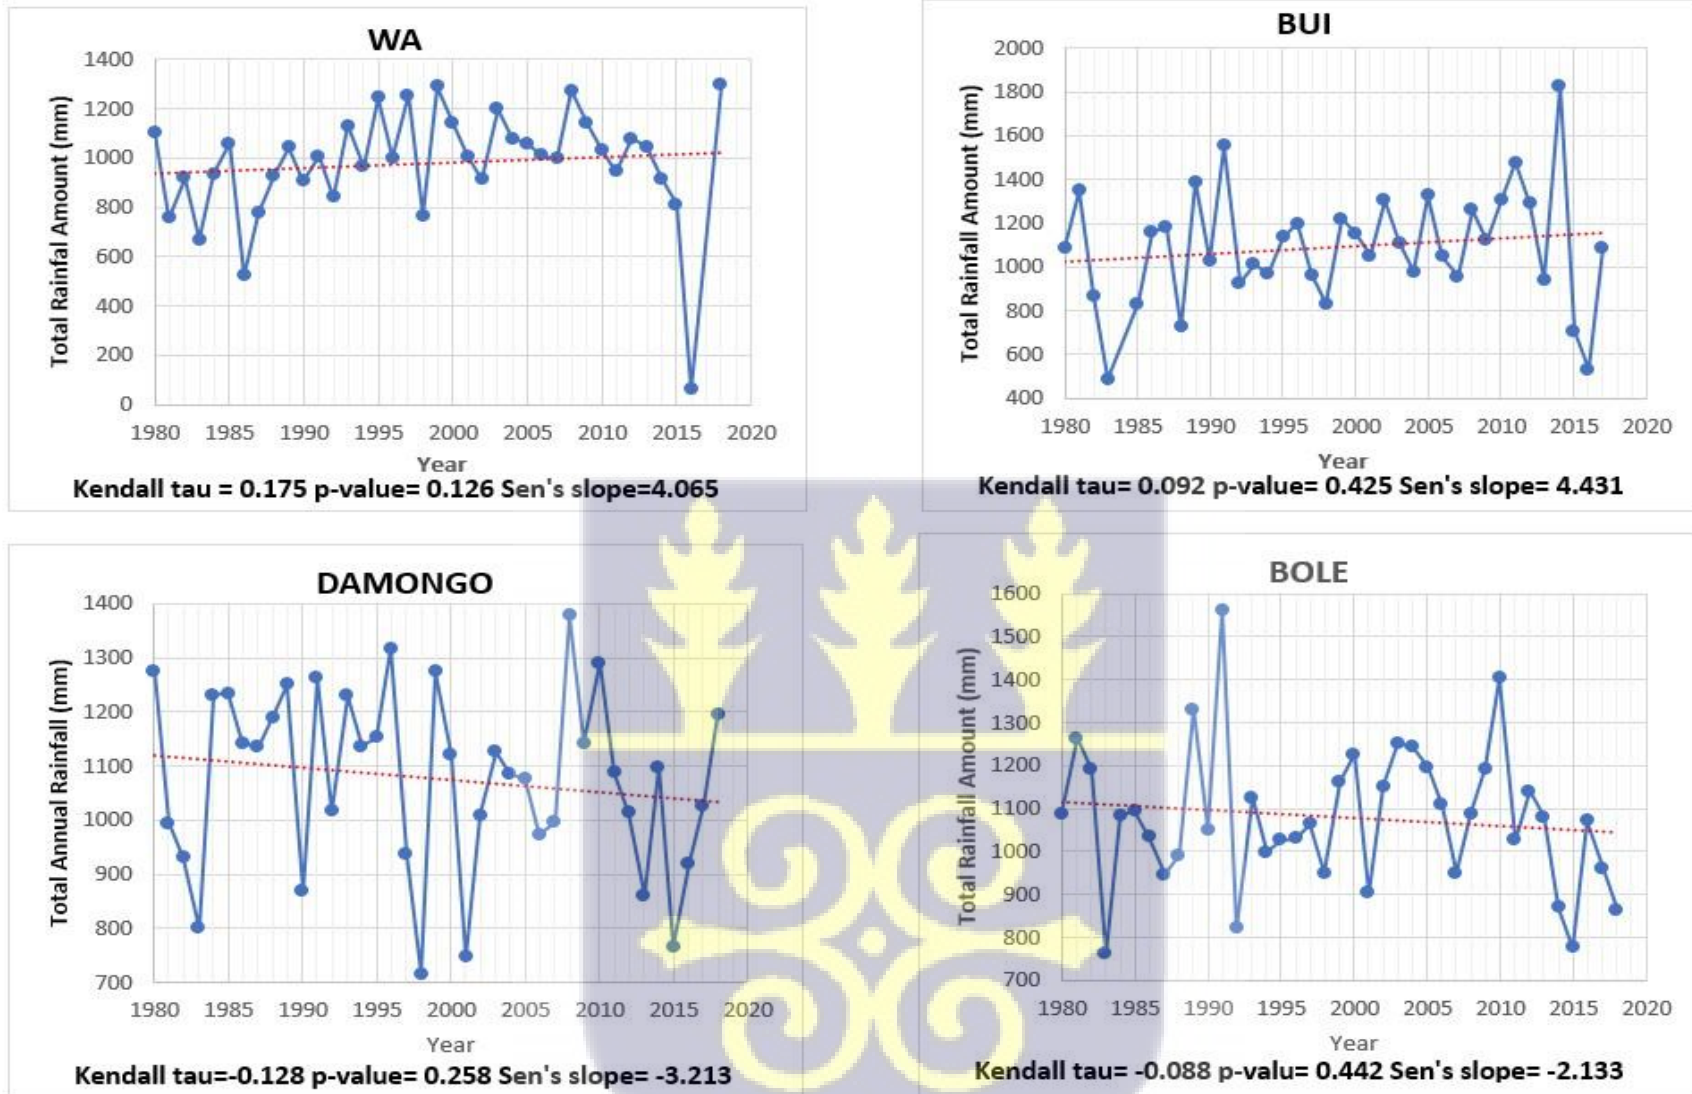 WA
Total Rainfal Amount (mm)
1400
1200
1000
800
600
400
200
0
1980 1985 1990 1995 2000 2005 2010 2015 2020
Year
Kendall tau = 0.175 p-value= 0.126 Sen's slope=4.065
BUI
Total Rainfall Amount (mm)
2000
1800
1600
1400
1200
1000
800
600
400
1980 1985 1990 1995 2000 2005 2010 2015 2020
Year
Kendall tau= 0.092 p-value= 0.425 Sen's slope= 4.431
DAMONGO
Total Annual Rainfall (mm)
1400
1300
1200
1100
1000
900
800
700
1980 1985 1990 1995 2000 2005 2010 2015 2020
Year
Kendall tau=-0.128 p-value= 0.258 Sen's slope= -3.213
BOLE
Total Rainfall Amount (mm)
1600
1500
1400
1300
1200
1100
1000
900
800
700
1980 1985 1990 1995 2000 2005 2010 2015 2020
Year
Kendall tau= -0.088 p-valu= 0.442 Sen's slope= -2.133